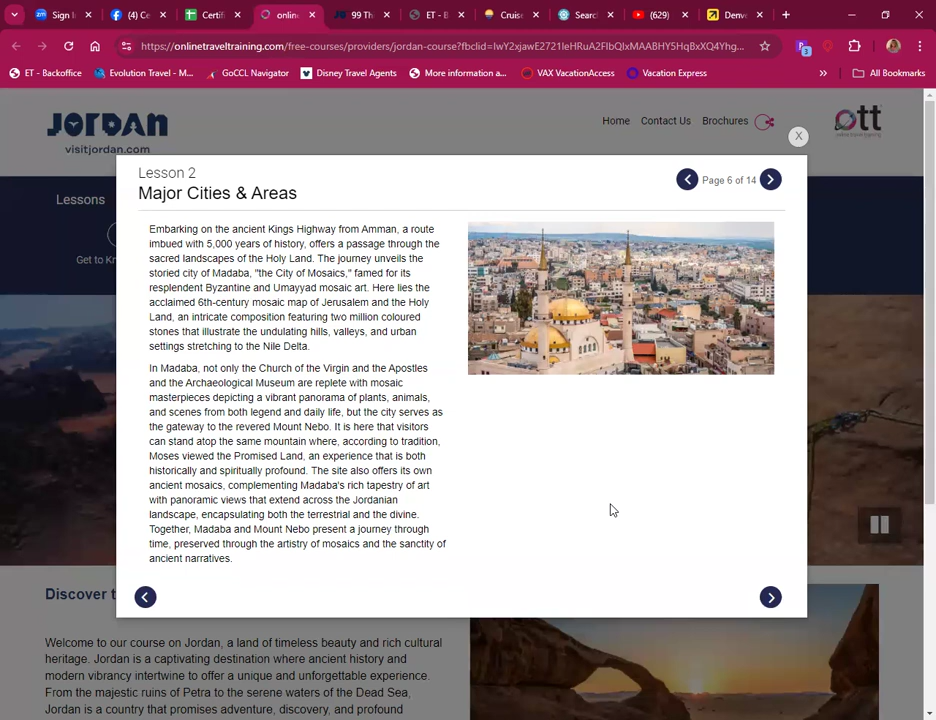 Sign I
(4) Ce
Certif
online
99 Thi
ET - B
Cruise
Searc
(629)
Denve
https://onlinetraveltraining.com/free-courses/providers/jordan-course?fbclid=IwY2xjawE2721leHRuA2FlbQIxMAABHY5HqBxXQ4Yhg...
3
ET - Backoffice
Evolution Travel - M...
GoCCL Navigator
Disney Travel Agents
More information a...
VAX VacationAccess
Vacation Express
All Bookmarks
JORDAN
visitjordan.com
Home
Contact Us
Brochures
ott
X
Lessons
Get to Kn
Lesson 2
Major Cities & Areas
Page 6 of 14
Embarking on the ancient Kings Highway from Amman, a route
imbued with 5,000 years of history, offers a passage through the
sacred landscapes of the Holy Land. The journey unveils the
storied city of Madaba, "the City of Mosaics," famed for its
resplendent Byzantine and Umayyad mosaic art. Here lies the
acclaimed 6th-century mosaic map of Jerusalem and the Holy
Land, an intricate composition featuring two million coloured
stones that illustrate the undulating hills, valleys, and urban
settings stretching to the Nile Delta.
In Madaba, not only the Church of the Virgin and the Apostles
and the Archaeological Museum are replete with mosaic
masterpieces depicting a vibrant panorama of plants, animals,
and scenes from both legend and daily life, but the city serves as
the gateway to the revered Mount Nebo. It is here that visitors
can stand atop the same mountain where, according to tradition,
Moses viewed the Promised Land, an experience that is both
historically and spiritually profound. The site also offers its own
ancient mosaics, complementing Madaba's rich tapestry of art
with panoramic views that extend across the Jordanian
landscape, encapsulating both the terrestrial and the divine.
Together, Madaba and Mount Nebo present a journey through
time, preserved through the artistry of mosaics and the sanctity of
ancient narratives.
Discover t
Welcome to our course on Jordan, a land of timeless beauty and rich cultural
heritage. Jordan is a captivating destination where ancient history and
modern vibrancy intertwine to offer a unique and unforgettable experience.
From the majestic ruins of Petra to the serene waters of the Dead Sea,
Jordan is a country that promises adventure, discovery, and profound